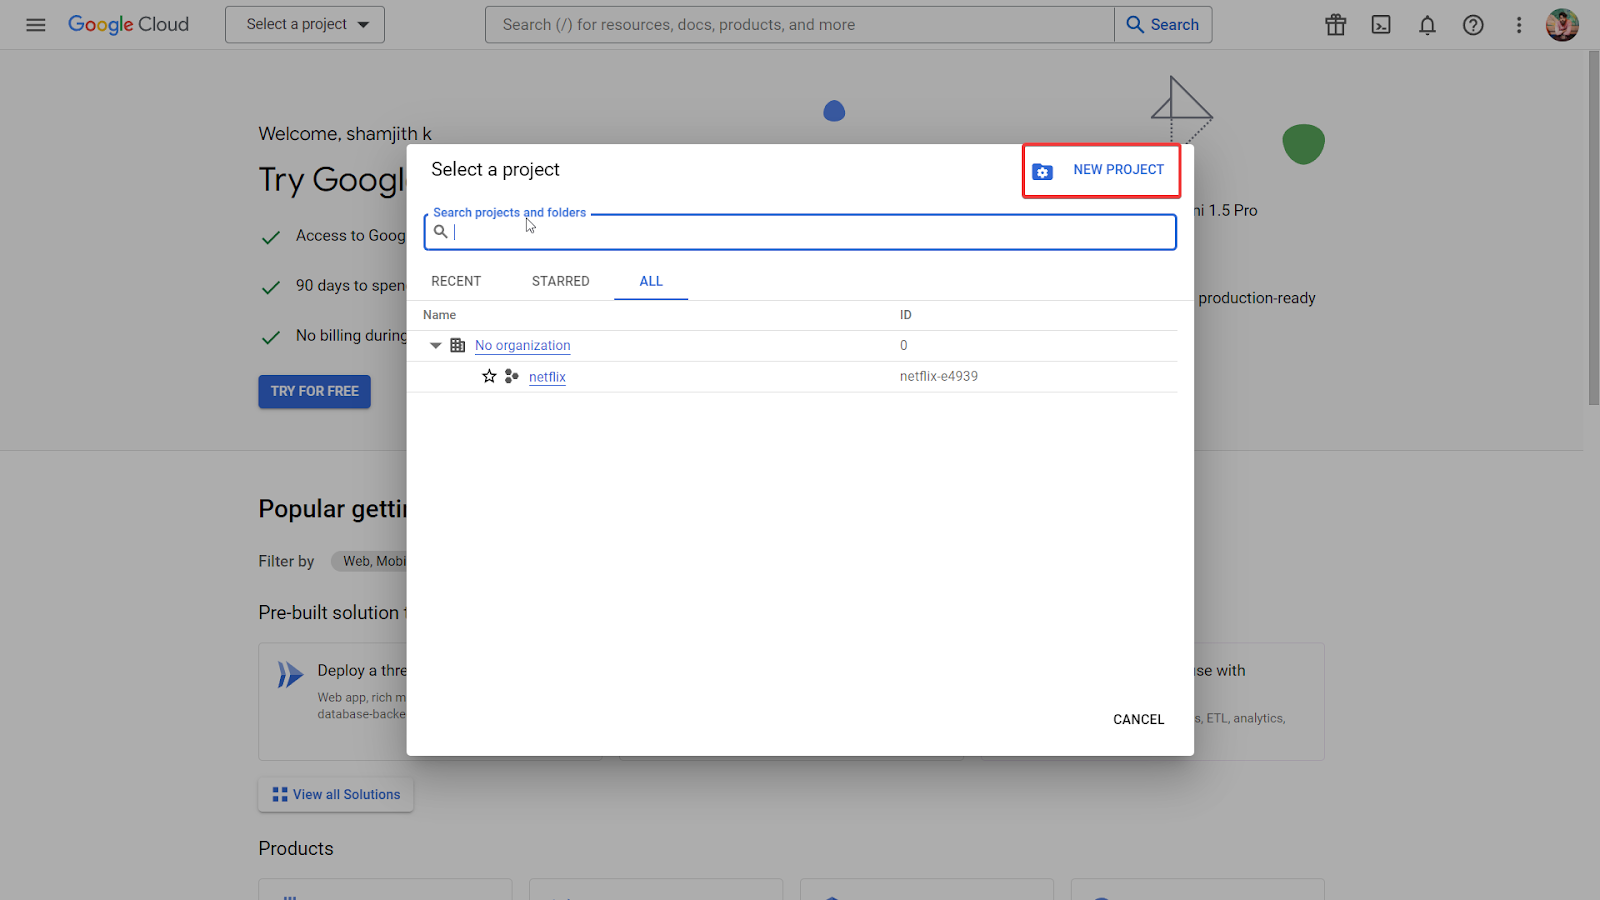 Google Cloud
Select a project
Search (/) for resources, docs, products, and more
Search
Welcome, shamjith k
Try Googl
Access to Goog
90 days to spen
No billing during
TRY FOR FREE
ni 1.5 Pro
production-ready
Select a project
NEW PROJECT
Search projects and folders
RECENT
STARRED
ALL
Name
ID
No organization
0
netflix
netflix-e4939
CANCEL
Popular getti
Filter by
Web, Mobi
Pre-built solution t
Deploy a thre
Web app, rich m
database-backe
use with
s, ETL, analytics,
View all Solutions
Products